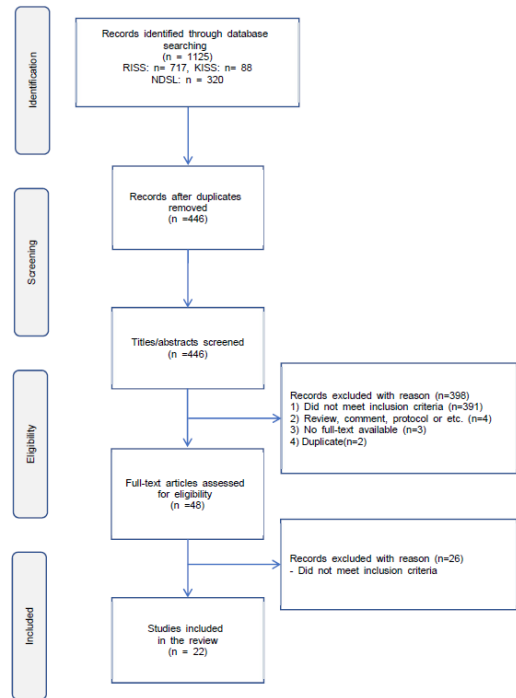 Identification
Records identified through database
searching
(n = 1125)
RISS: n= 717, KISS: n= 88
NDSL: n = 320
Screening
Records after duplicates
removed
(n =446)
Titles/abstracts screened
(n =446)
Eligibility
Records excluded with reason (n=398)
1) Did not meet inclusion criteria (n=391)
2) Review, comment, protocol or etc. (n=4)
3) No full-text available (n=3)
4) Duplicate(n=2)
Full-text articles assessed
for eligibility
(n =48)
Included
Records excluded with reason (n=26)
- Did not meet inclusion criteria
Studies included
in the review
(n = 22)